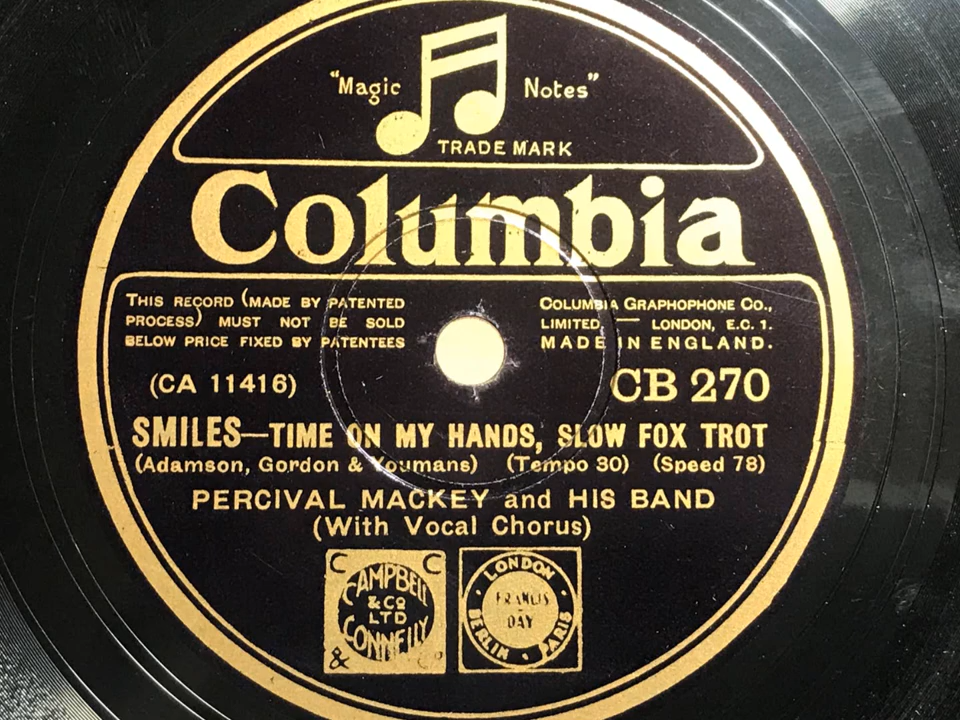 "Magic Notes"
TRADE MARK
Columbia
THIS RECORD (MADE BY PATENTED
PROCESS) MUST NOT BE SOLD
BELOW PRICE FIXED BY PATENTEES
COLUMBIA GRAPHOPHONE CO.,
LIMITED — LONDON, E.C. 1.
MADE IN ENGLAND.
(CA 11416)
CB 270
SMILES—TIME ON MY HANDS, SLOW FOX TROT
(Adamson, Gordon & Youmans) (Tempo 30) (Speed 78)
PERCIVAL MACKEY and HIS BAND
(With Vocal Chorus)
C C
CAMPBELL
& CO
LTD
CONNELLY
&
LONDON
FRANCIS
DAY
BERLIN · PARIS